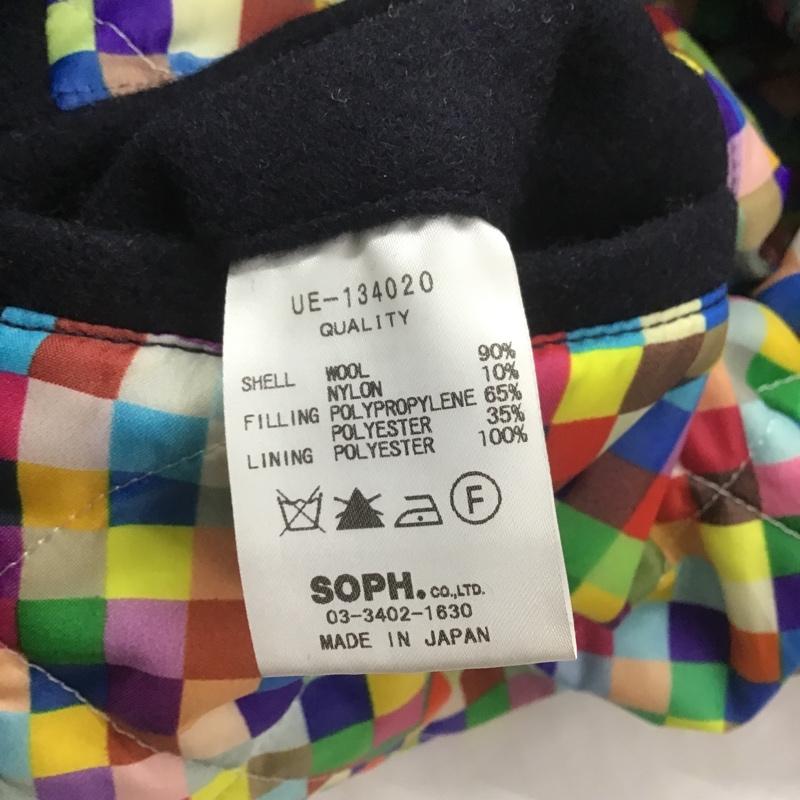 UE-134020
QUALITY
SHELL WOOL 90%
NYLON 10%
FILLING POLYPROPYLENE 65%
POLYESTER 35%
LINING POLYESTER 100%
F
SOPH. CO.,LTD.
03-3402-1630
MADE IN JAPAN